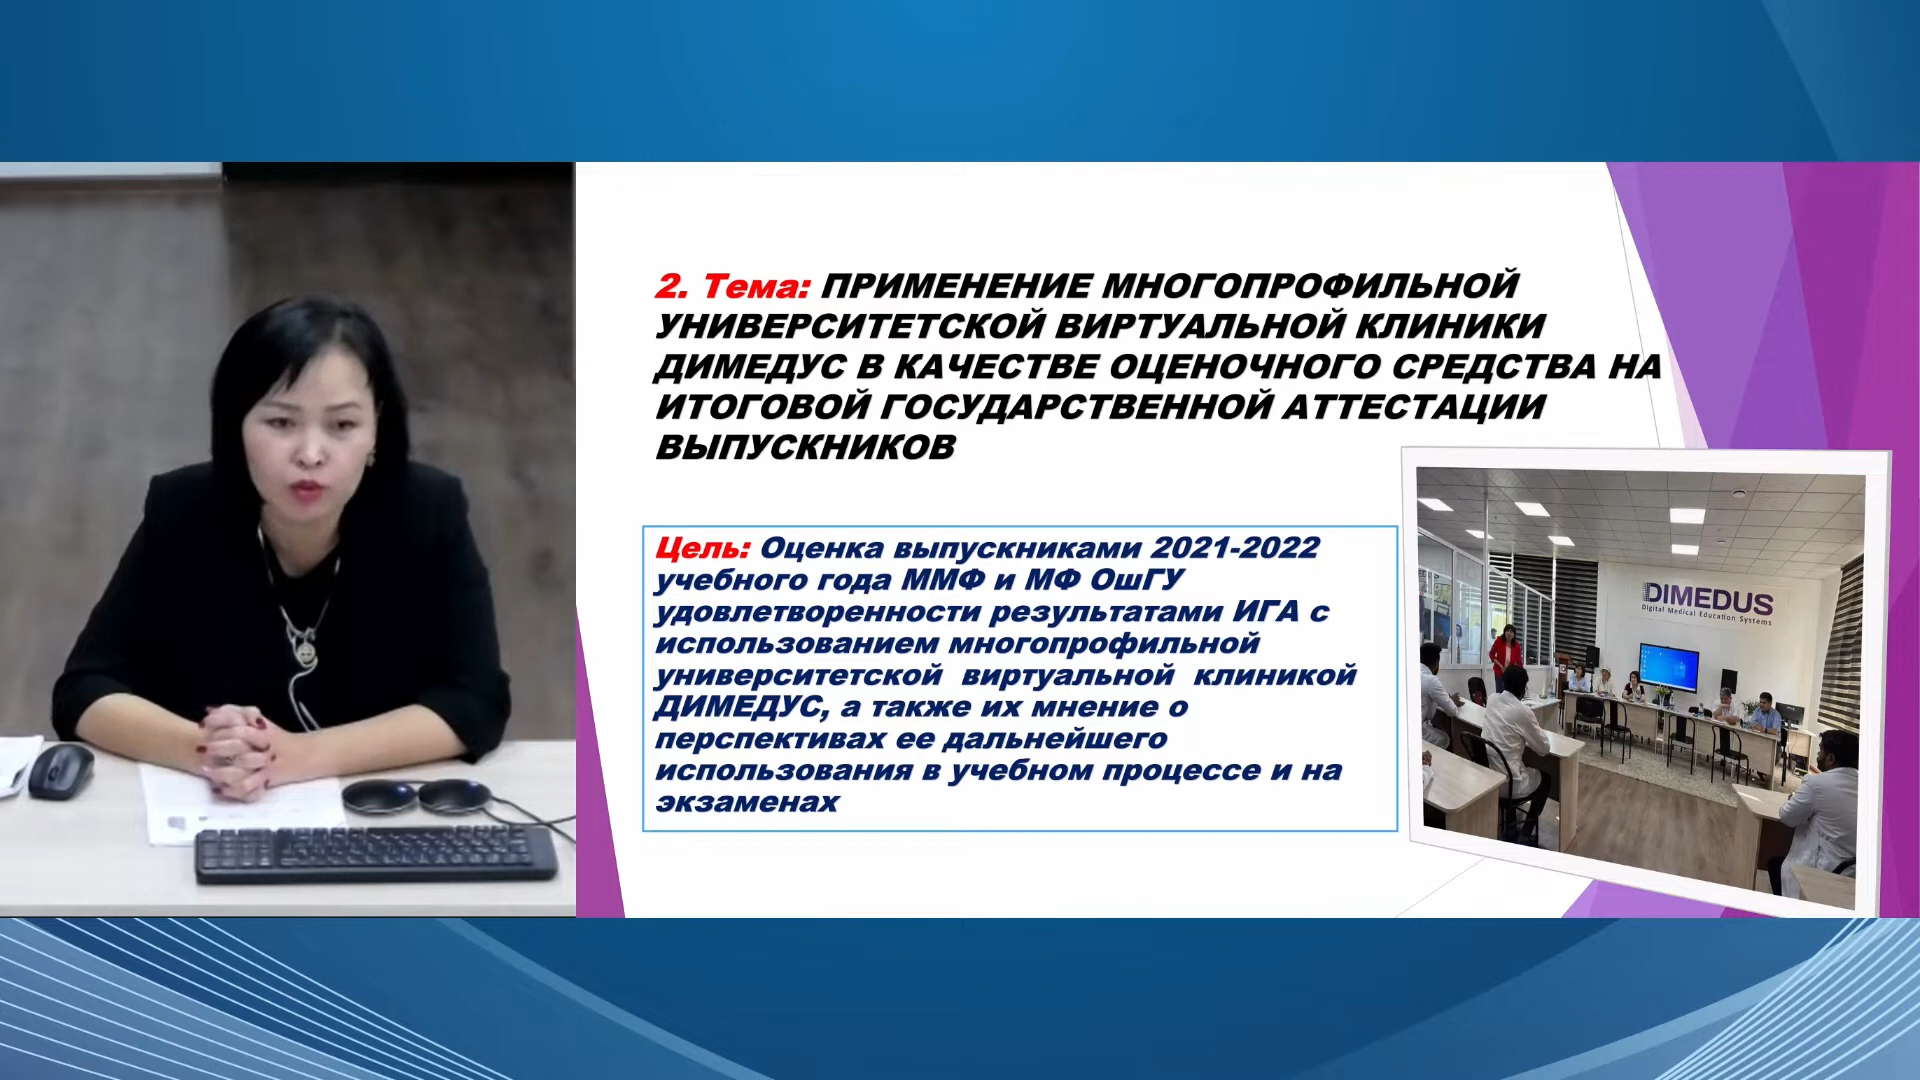 2. Тема: ПРИМЕНЕНИЕ МНОГОПРОФИЛЬНОЙ
УНИВЕРСИТЕТСКОЙ ВИРТУАЛЬНОЙ КЛИНИКИ
ДИМЕДУС В КАЧЕСТВЕ ОЦЕНОЧНОГО СРЕДСТВА НА
ИТОГОВОЙ ГОСУДАРСТВЕННОЙ АТТЕСТАЦИИ
ВЫПУСКНИКОВ
Цель: Оценка выпускниками 2021-2022
учебного года ММФ и МФ ОшГУ
удовлетворенности результатами ИГА с
использованием многопрофильной
университетской виртуальной клиникой
ДИМЕДУС, а также их мнение о
перспективах ее дальнейшего
использования в учебном процессе и на
экзаменах
DIMEDUS
Digital Medical Education Systems